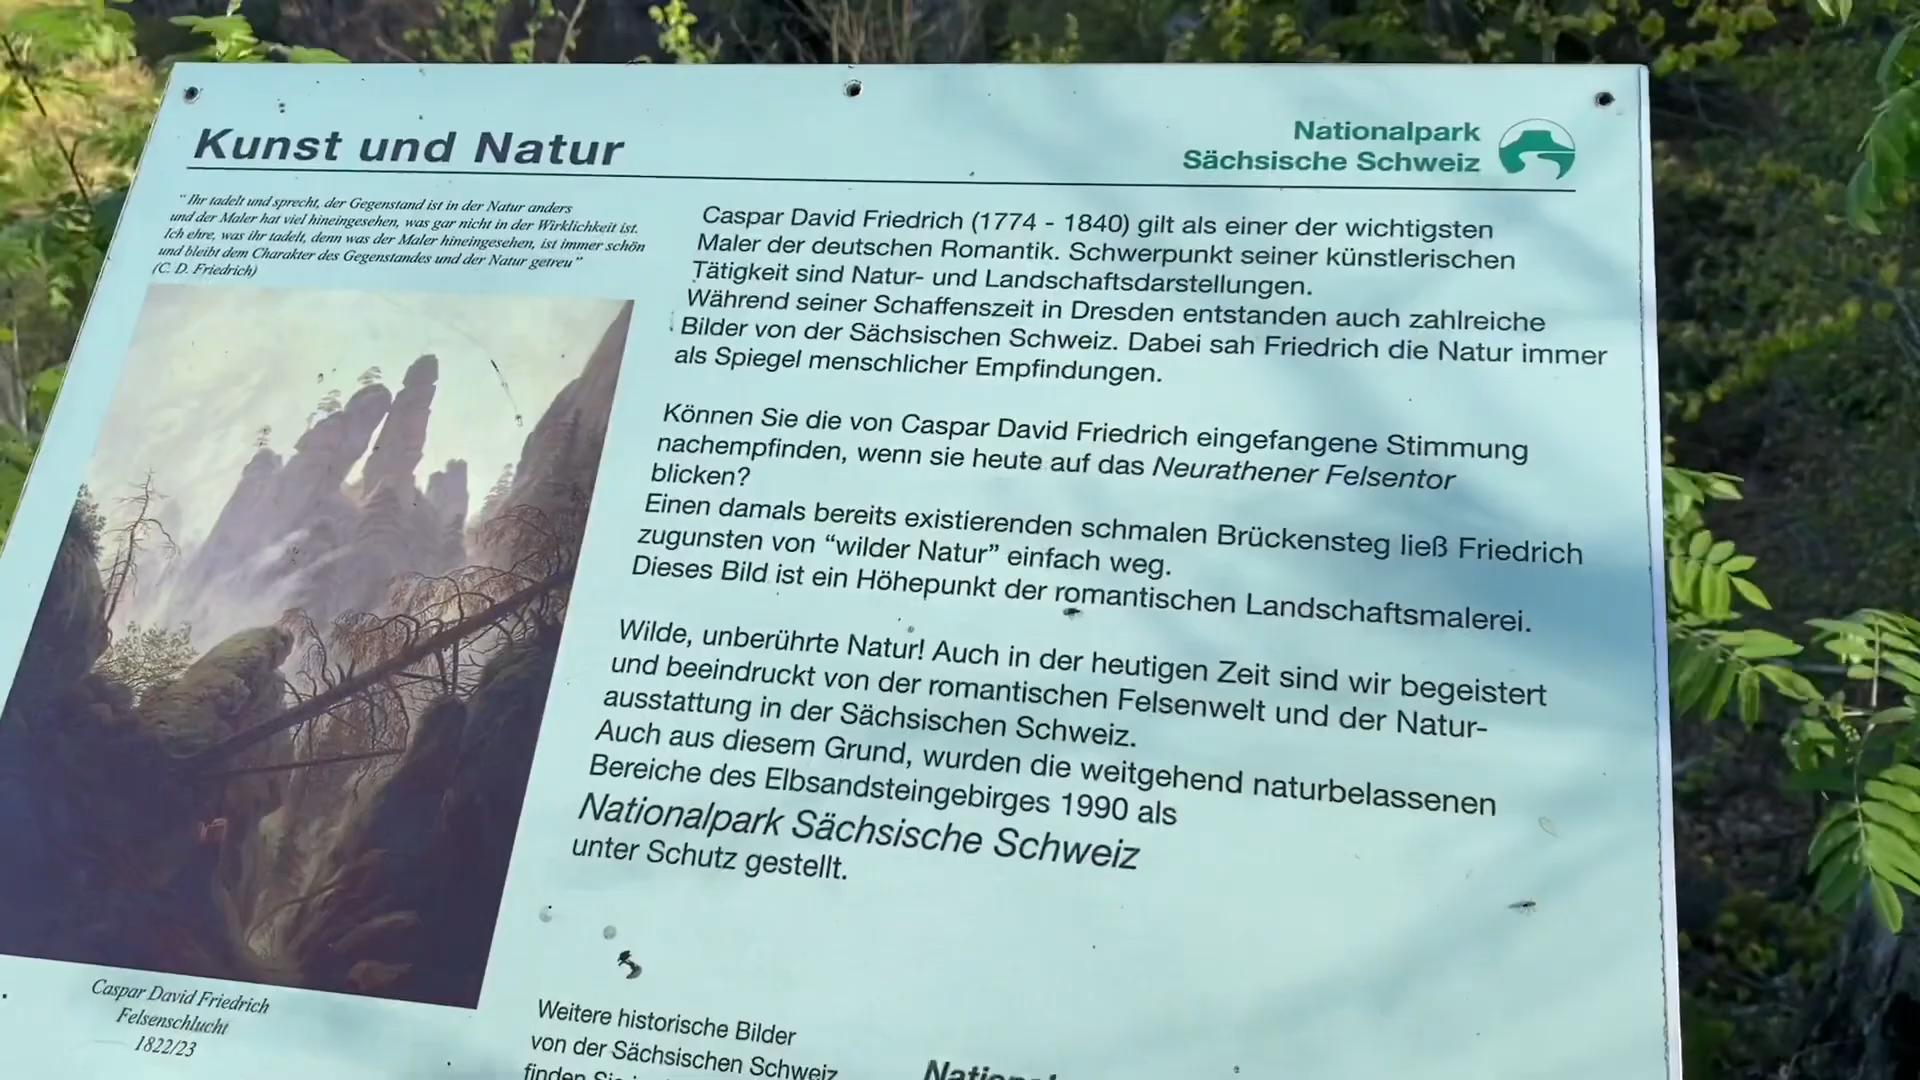 Kunst und Natur
Nationalpark
Sächsische Schweiz
“ Ihr tadelt und sprecht, der Gegenstand ist in der Natur anders
und der Maler hat viel hineingesehen, was gar nicht in der Wirklichkeit ist.
Ich ehre, was ihr tadelt, denn was der Maler hineingesehen, ist immer schön
und bleibt dem Charakter des Gegenstandes und der Natur getreu ”
(C. D. Friedrich)
Caspar David Friedrich
Felsenschlucht
1822/23
Caspar David Friedrich (1774 - 1840) gilt als einer der wichtigsten
Maler der deutschen Romantik. Schwerpunkt seiner künstlerischen
Tätigkeit sind Natur- und Landschaftsdarstellungen.
Während seiner Schaffenszeit in Dresden entstanden auch zahlreiche
Bilder von der Sächsischen Schweiz. Dabei sah Friedrich die Natur immer
als Spiegel menschlicher Empfindungen.
Können Sie die von Caspar David Friedrich eingefangene Stimmung
nachempfinden, wenn sie heute auf das Neurathener Felsentor
blicken?
Einen damals bereits existierenden schmalen Brückensteg ließ Friedrich
zugunsten von “wilder Natur” einfach weg.
Dieses Bild ist ein Höhepunkt der romantischen Landschaftsmalerei.
Wilde, unberührte Natur! Auch in der heutigen Zeit sind wir begeistert
und beeindruckt von der romantischen Felsenwelt und der Natur-
ausstattung in der Sächsischen Schweiz.
Auch aus diesem Grund, wurden die weitgehend naturbelassenen
Bereiche des Elbsandsteingebirges 1990 als
Nationalpark Sächsische Schweiz
unter Schutz gestellt.
Weitere historische Bilder
von der Sächsischen Schweiz
finden